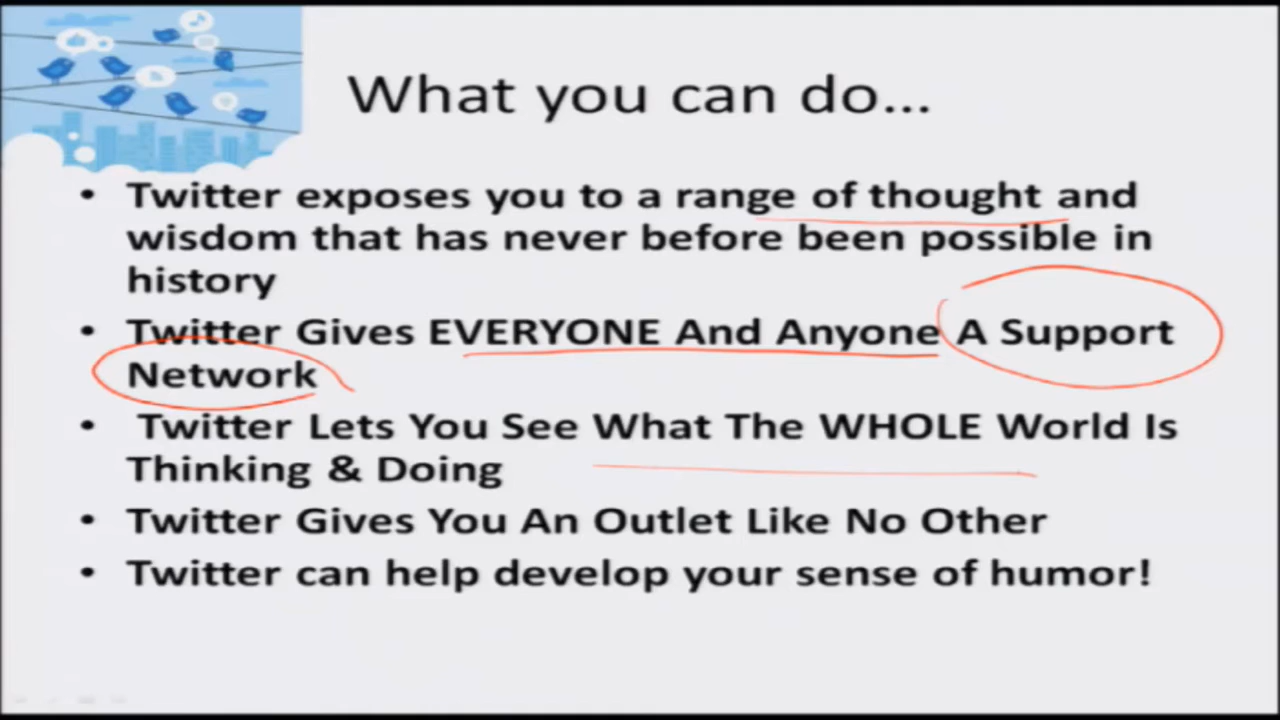 What you can do...
• Twitter exposes you to a range of thought and
wisdom that has never before been possible in
history
• Twitter Gives EVERYONE And Anyone A Support
Network
• Twitter Lets You See What The WHOLE World Is
Thinking & Doing
• Twitter Gives You An Outlet Like No Other
• Twitter can help develop your sense of humor!